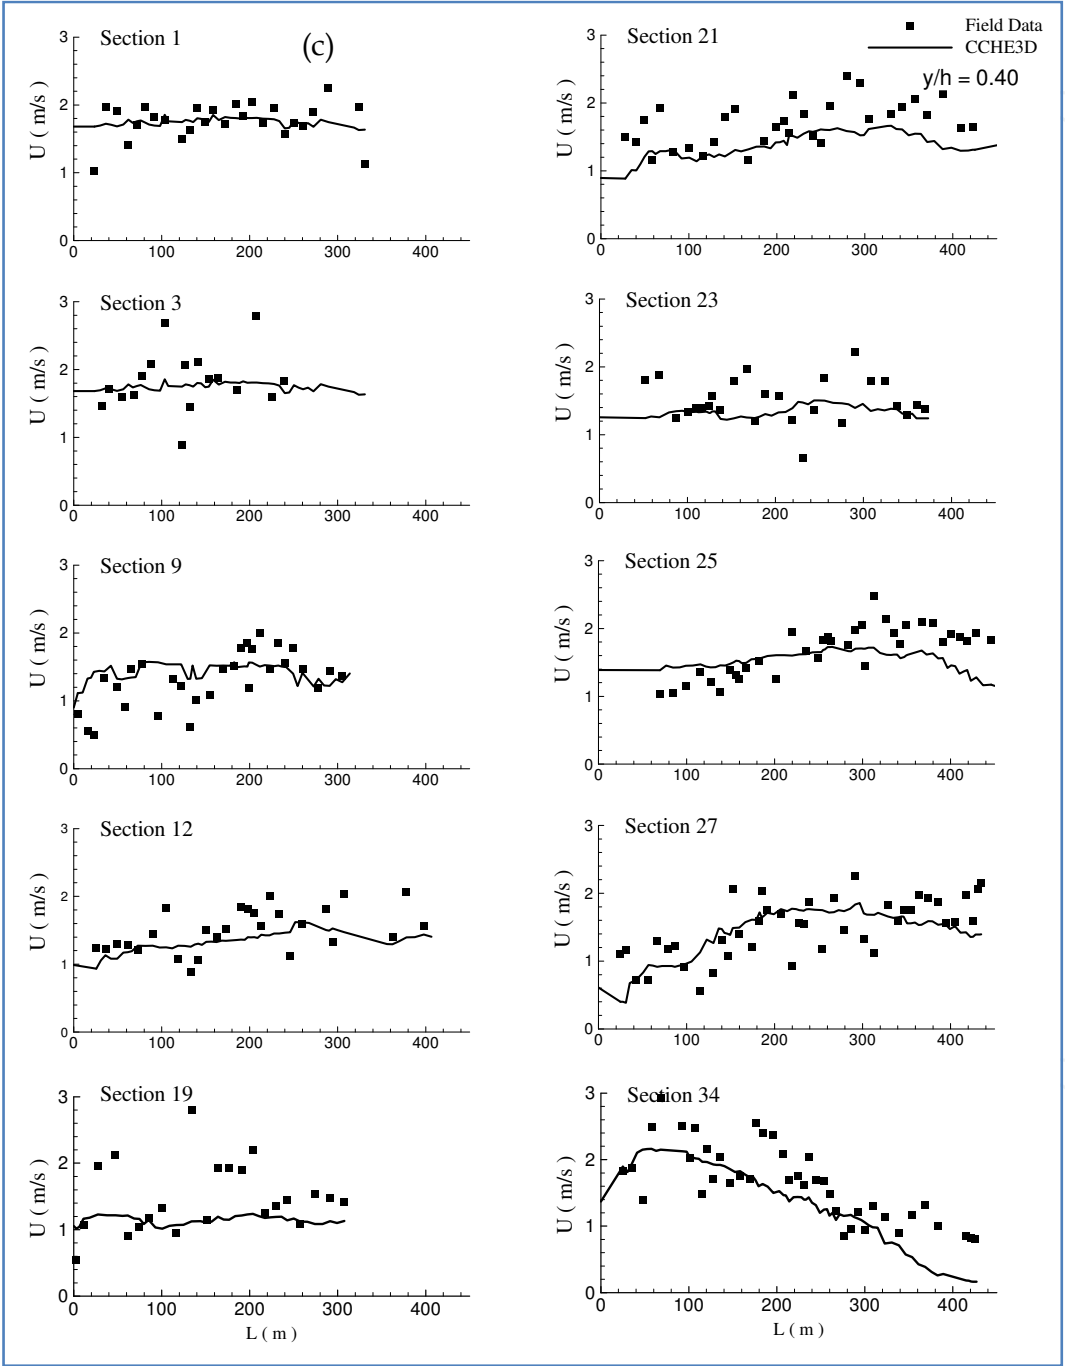 (c)
Field Data
CCHE3D
y/h = 0.40
Section 1
U ( m/s )
3
2
1
0
0 100 200 300 400
Section 21
U ( m/s )
3
2
1
0
0 100 200 300 400
Section 3
U ( m/s )
3
2
1
0
0 100 200 300 400
Section 23
U ( m/s )
3
2
1
0
0 100 200 300 400
Section 9
U ( m/s )
3
2
1
0
0 100 200 300 400
Section 25
U ( m/s )
3
2
1
0
0 100 200 300 400
Section 12
U ( m/s )
3
2
1
0
0 100 200 300 400
Section 27
U ( m/s )
3
2
1
0
0 100 200 300 400
Section 19
U ( m/s )
3
2
1
0
0 100 200 300 400
L ( m )
Section 34
U ( m/s )
3
2
1
0
0 100 200 300 400
L ( m )